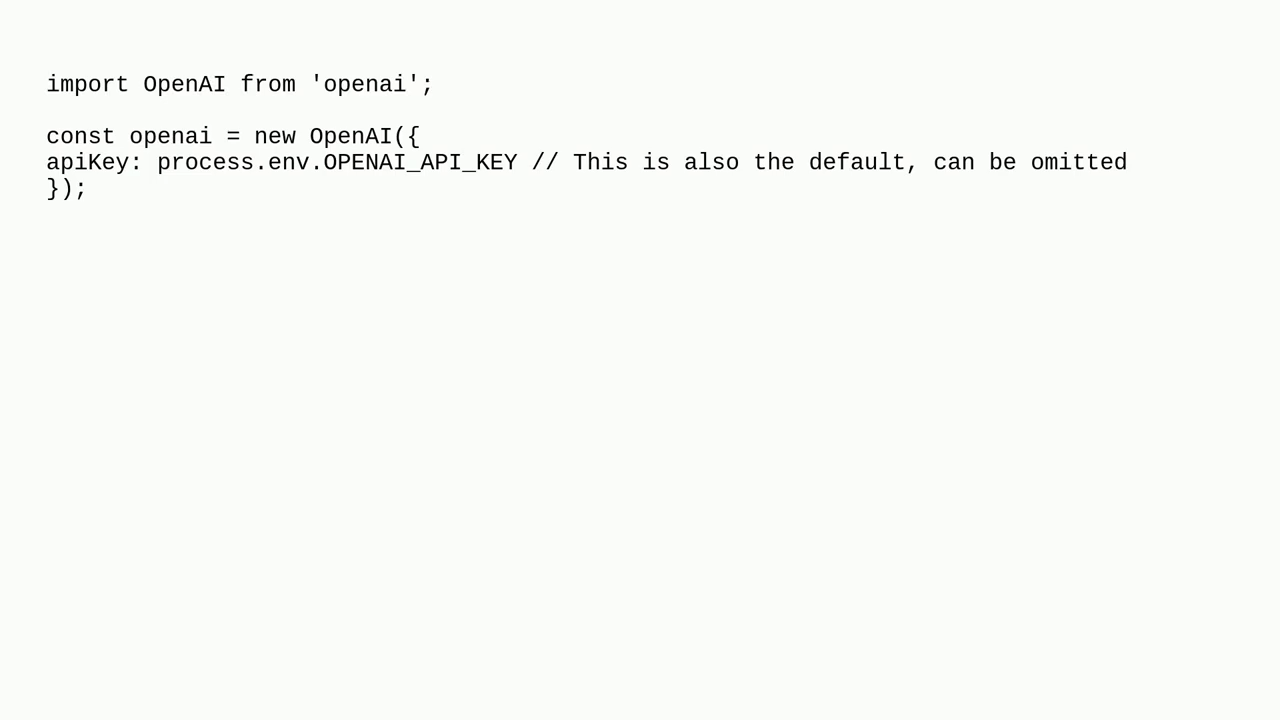 import OpenAI from 'openai';
const openai = new OpenAI({
apiKey: process.env.OPENAI_API_KEY // This is also the default, can be omitted
});